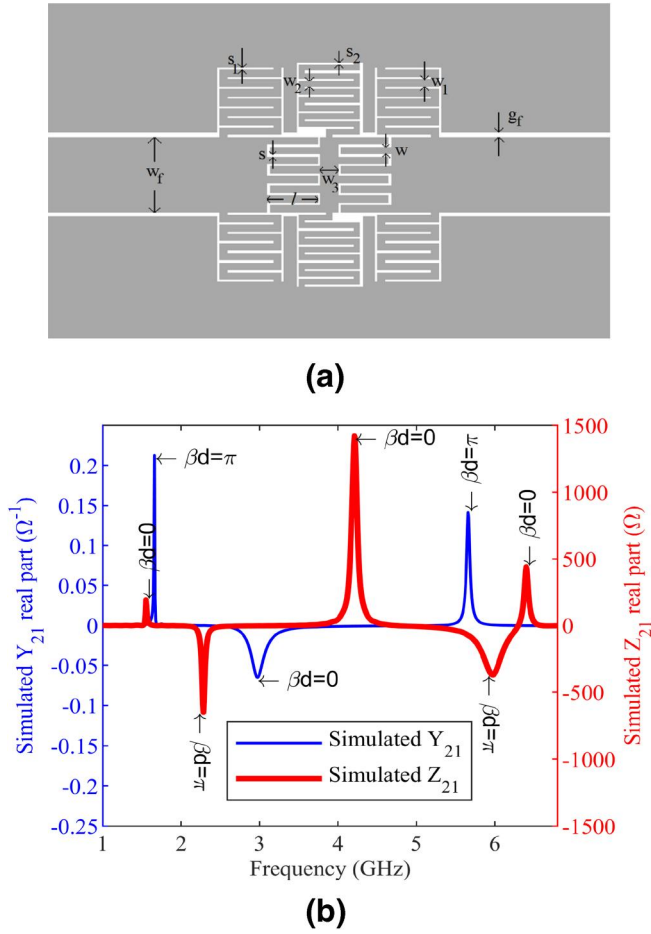 s1
s2
w2
w1
gf
s
w
wf
w3
l
(a)
Simulated Y21 real part (Ω-1)
0.2
0.15
0.1
0.05
0
-0.05
-0.1
-0.15
-0.2
-0.25
1500
1000
500
0
-500
-1000
-1500
Simulated Z21 real part (Ω)
βd=0
βd=π
βd=π
βd=0
βd=0
βd=π
βd=π
βd=0
Simulated Y21
Simulated Z21
1 2 3 4 5 6
Frequency (GHz)
(b)